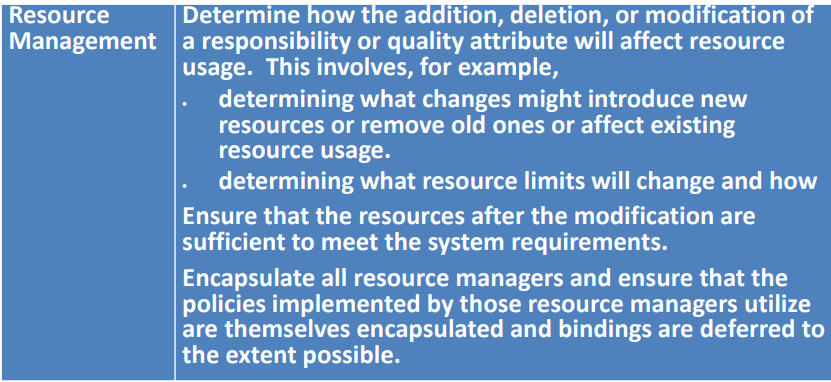 Resource
Management
Determine how the addition, deletion, or modification of
a responsibility or quality attribute will affect resource
usage.  This involves, for example,
• determining what changes might introduce new
resources or remove old ones or affect existing
resource usage.
• determining what resource limits will change and how
Ensure that the resources after the modification are
sufficient to meet the system requirements.
Encapsulate all resource managers and ensure that the
policies implemented by those resource managers utilize
are themselves encapsulated and bindings are deferred to
the extent possible.